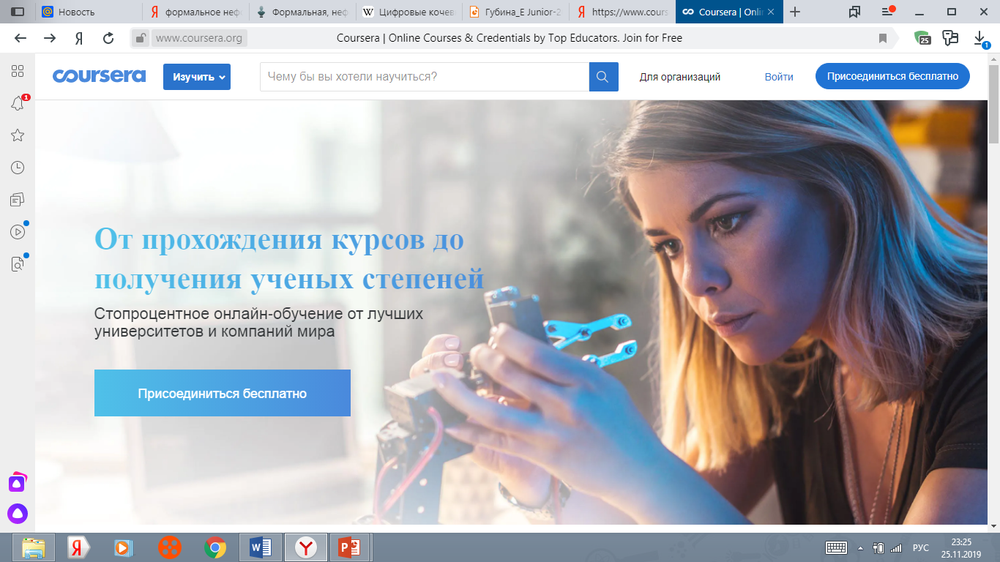 Новость
формальное неф
Формальная, неф
Цифровые кочев
Губина_Е Junior-2
https://www.cours
Coursera | Onlin
www.coursera.org
Coursera | Online Courses & Credentials by Top Educators. Join for Free
25
1
1
coursera
Изучить
Чему бы вы хотели научиться?
Для организаций
Войти
Присоединиться бесплатно
От прохождения курсов до
получения ученых степеней
Стопроцентное онлайн-обучение от лучших
университетов и компаний мира
Присоединиться бесплатно
РУС
23:25
25.11.2019